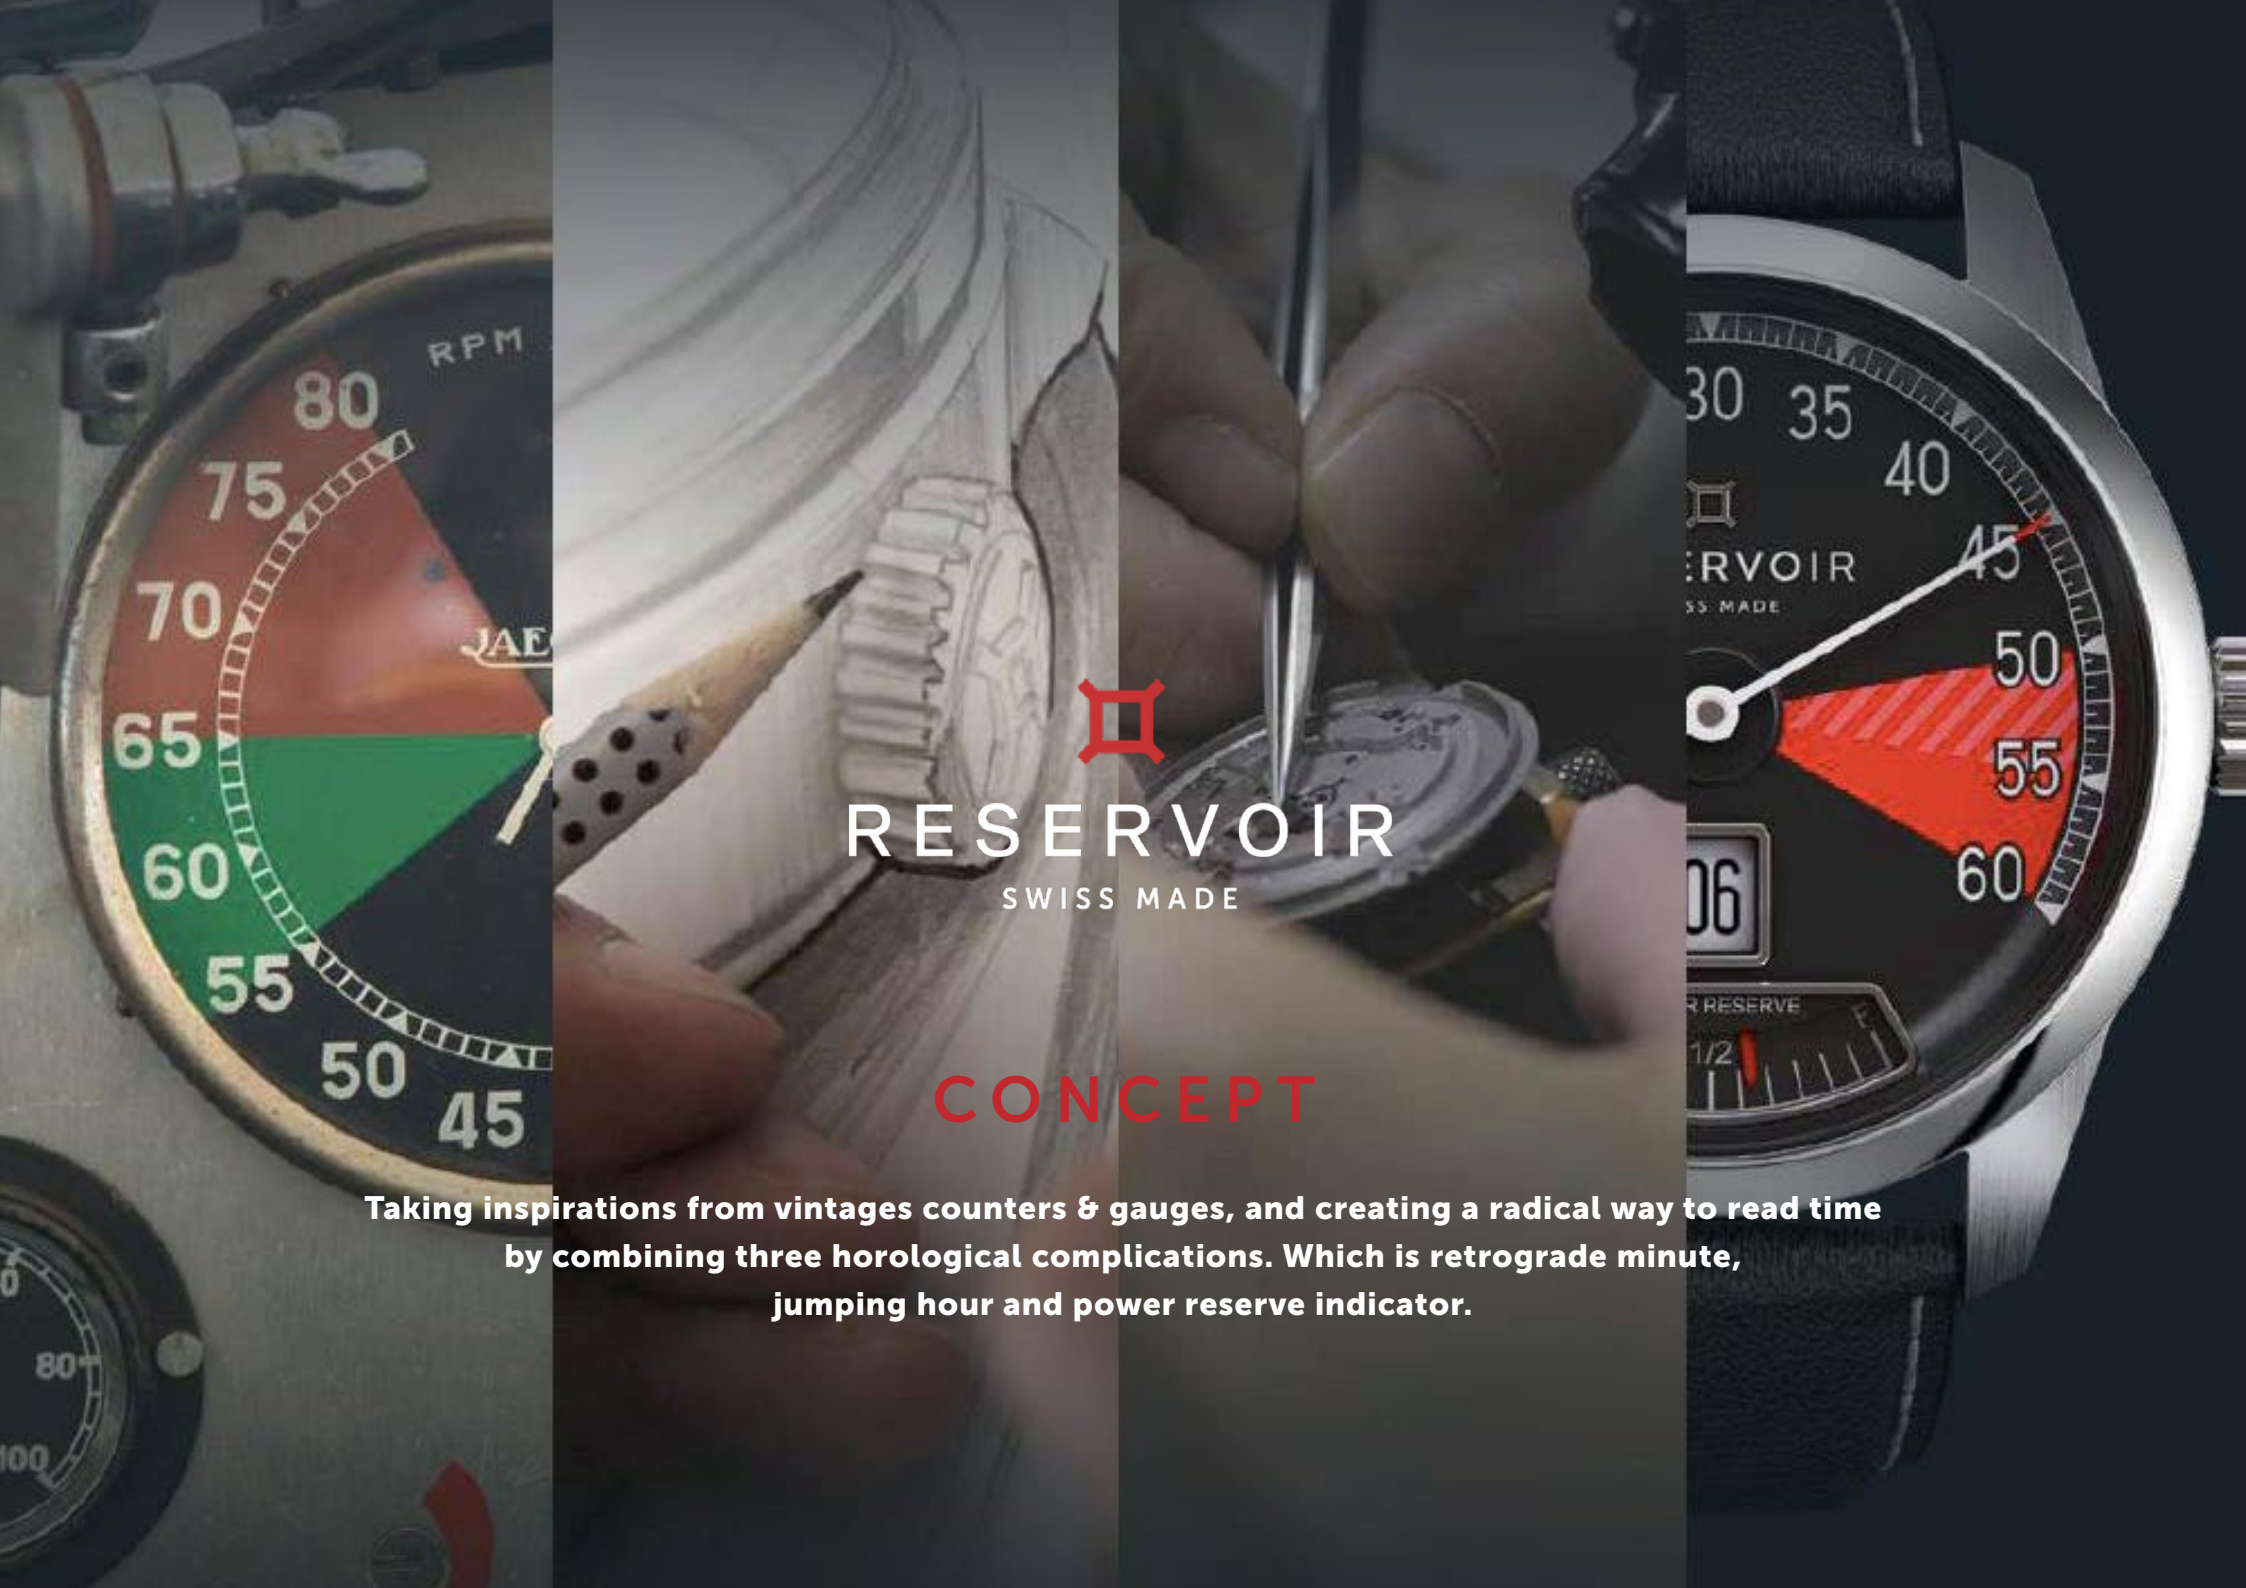 RPM
80
75
70
65
60
55
50
45
JAE
80
100
30
35
40
45
50
55
60
ERVOIR
SS MADE
06
R RESERVE
1/2
F
RESERVOIR
SWISS MADE
CONCEPT
Taking inspirations from vintages counters & gauges, and creating a radical way to read time
by combining three horological complications. Which is retrograde minute,
jumping hour and power reserve indicator.